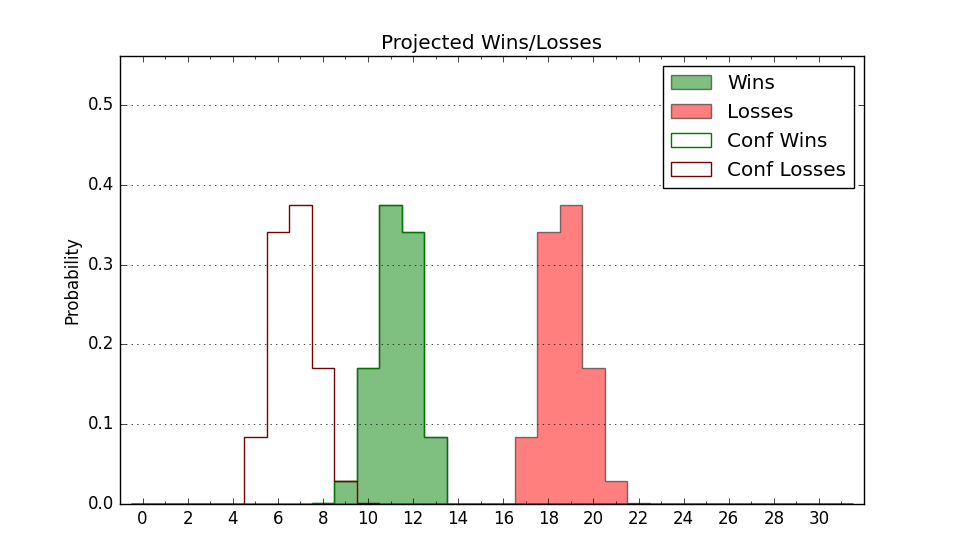 Projected Wins/Losses
Wins
Losses
Conf Wins
Conf Losses
Probability
0.5
0.4
0.3
0.2
0.1
0.0
0 2 4 6 8 10 12 14 16 18 20 22 24 26 28 30